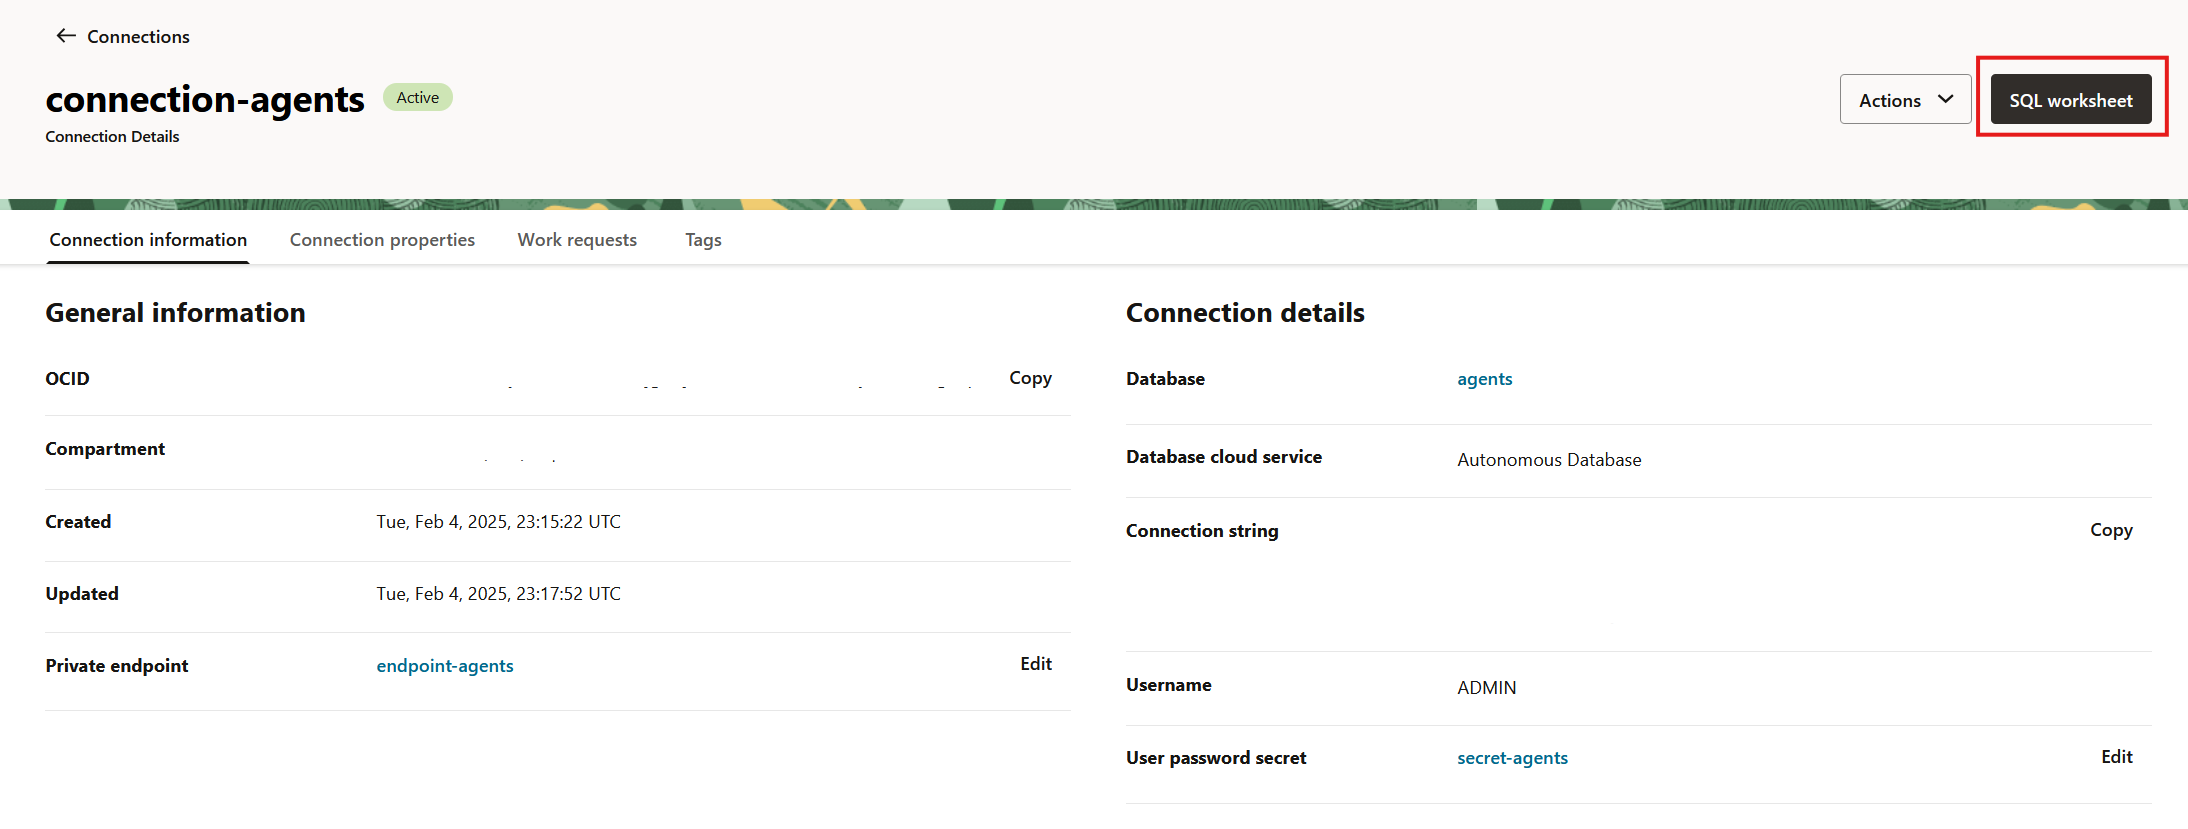 Connections
connection-agents Active
Connection Details
Actions SQL worksheet
Connection information Connection properties Work requests Tags
General information
OCID Copy
Compartment
Created Tue, Feb 4, 2025, 23:15:22 UTC
Updated Tue, Feb 4, 2025, 23:17:52 UTC
Private endpoint endpoint-agents Edit
Connection details
Database agents
Database cloud service Autonomous Database
Connection string Copy
Username ADMIN
User password secret secret-agents Edit